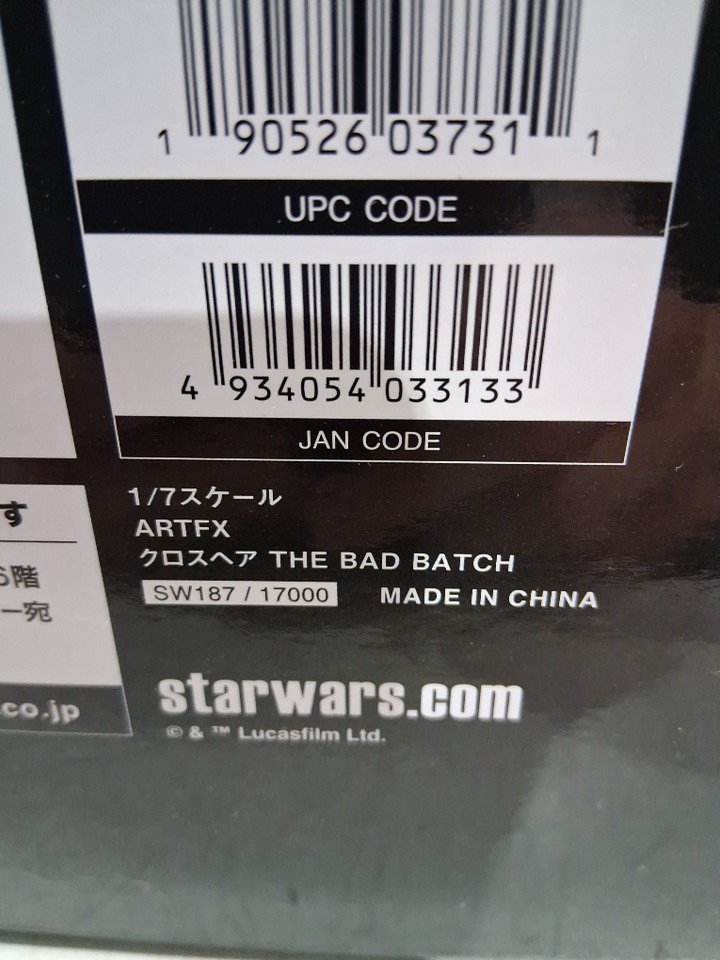 1 90526 03731 1
UPC CODE
4 934054 033133
JAN CODE
1/7スケール
ARTFX
クロスヘア THE BAD BATCH
SW187 / 17000 MADE IN CHINA
す
6階
ー宛
.co.jp
starwars.com
© & ™ Lucasfilm Ltd.